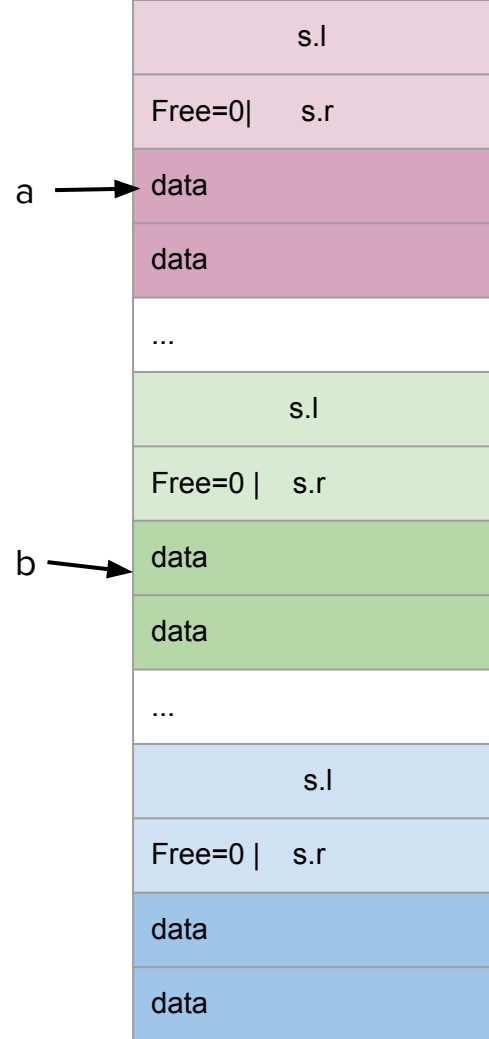 s.l
Free=0| s.r
a
data
data
...
s.l
Free=0 | s.r
b
data
data
...
s.l
Free=0 | s.r
data
data